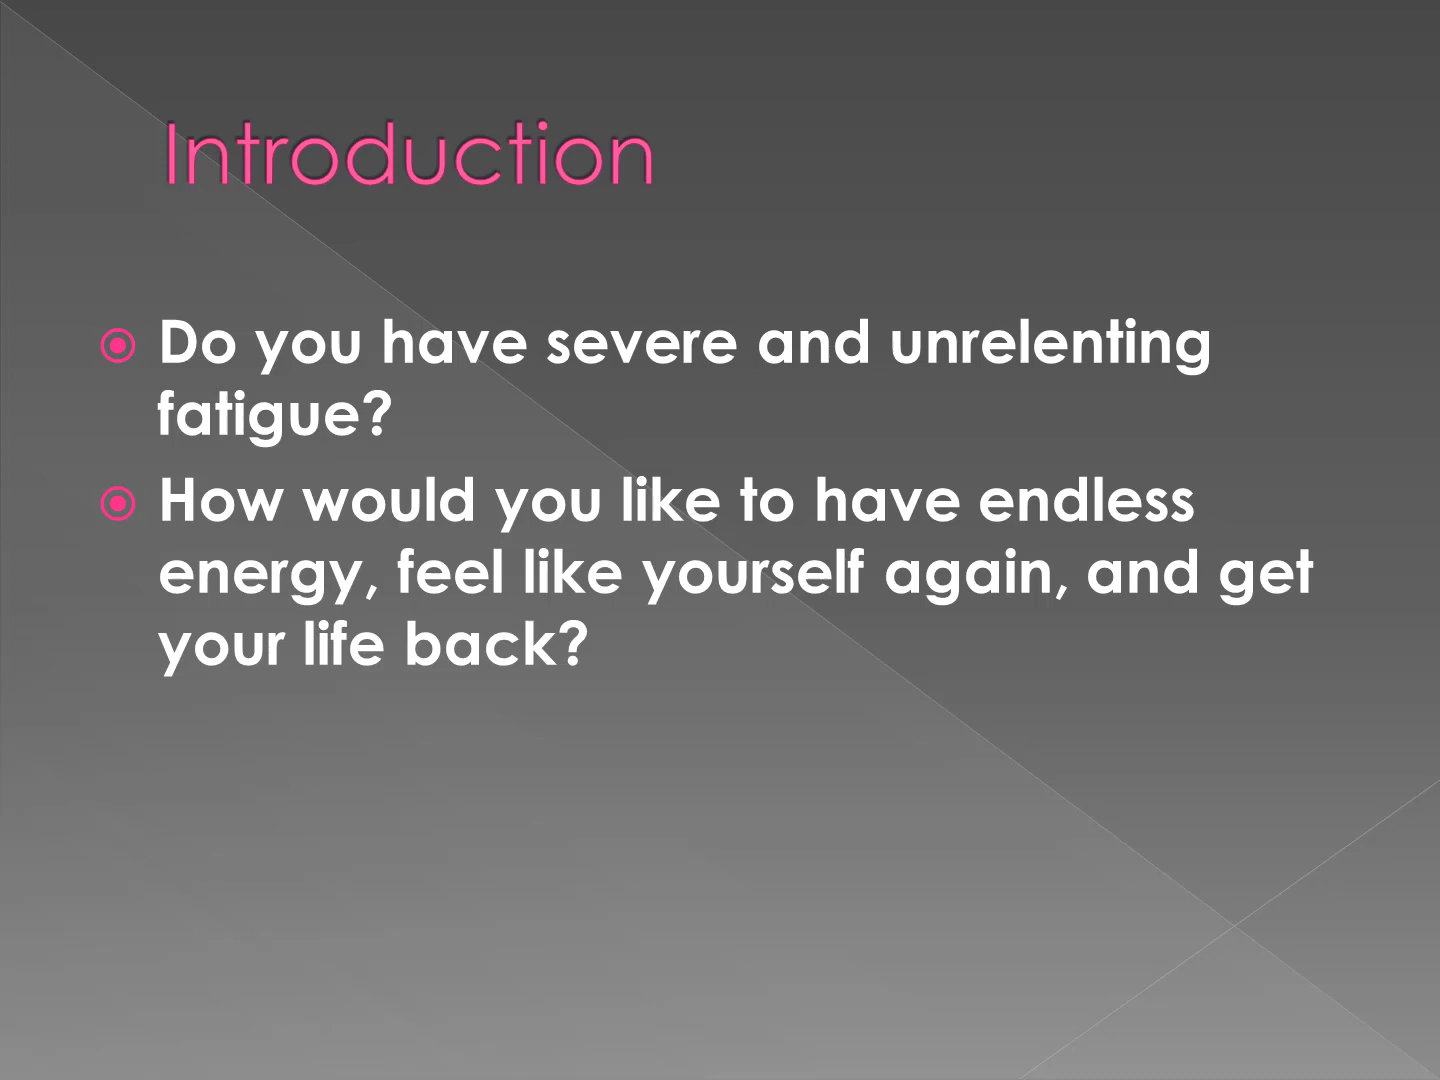 Introduction
Do you have severe and unrelenting
fatigue?
How would you like to have endless
energy, feel like yourself again, and get
your life back?